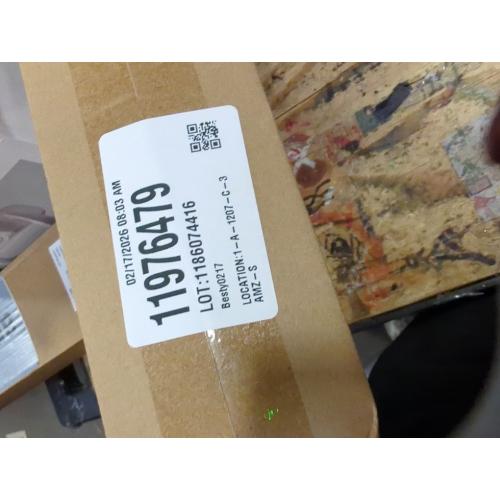 02/17/2026 08:03 AM
11976479
LOT:1186074416
Besty0217
LOCATION:1-A-1207-C-3
AMZ-S